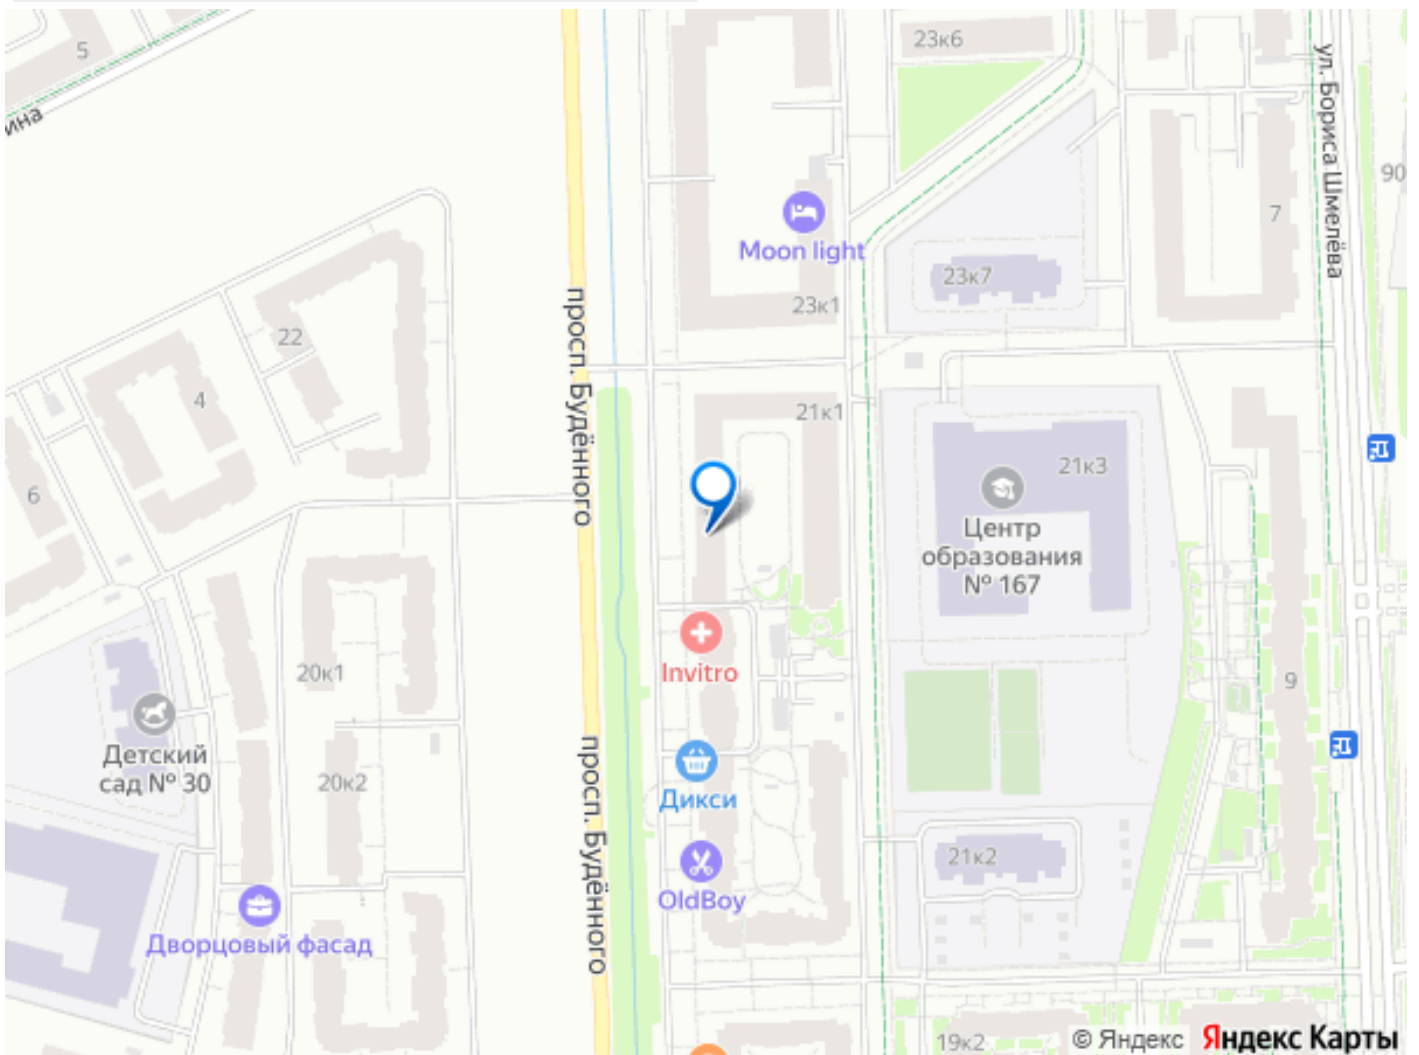 5
23к6
ул. Бориса Шмелёва
90
7
Moon light
23к7
23к1
просп. Будённого
22
4
21к1
6
21к3
Центр
образования
№ 167
Invitro
20к1
9
Детский
сад № 30
20к2
просп. Будённого
Дикси
21к2
OldBoy
Дворцовый фасад
19к2
© Яндекс Яндекс Карты